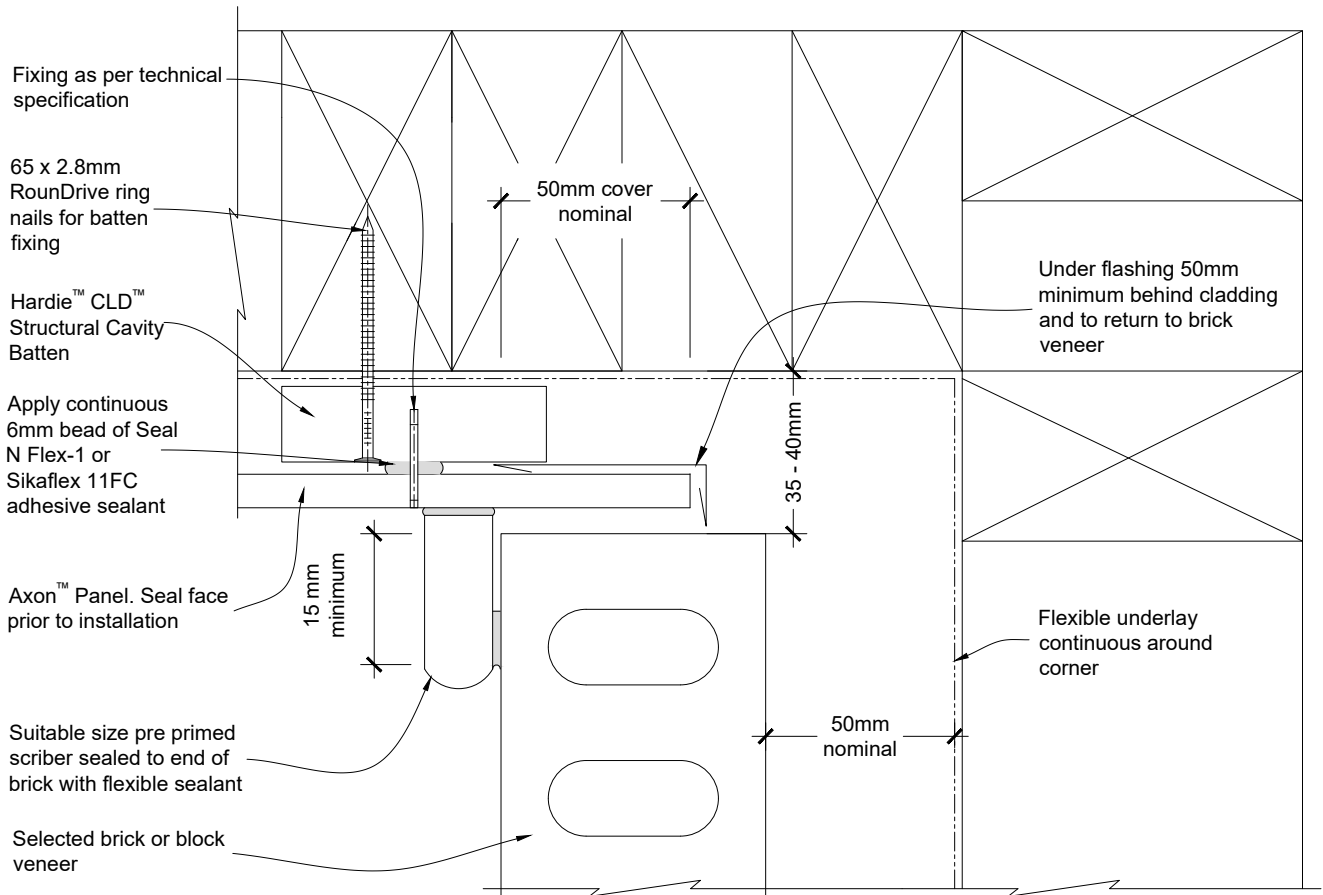 Fixing as per technical
specification
65 x 2.8mm
RounDrive ring
nails for batten
fixing
Hardie™ CLD™
Structural Cavity
Batten
Apply continuous
6mm bead of Seal
N Flex-1 or
Sikaflex 11FC
adhesive sealant
Axon™ Panel. Seal face
prior to installation
Suitable size pre primed
scriber sealed to end of
brick with flexible sealant
Selected brick or block
veneer
50mm cover
nominal
15 mm
minimum
35 - 40mm
50mm
nominal
Under flashing 50mm
minimum behind cladding
and to return to brick
veneer
Flexible underlay
continuous around
corner